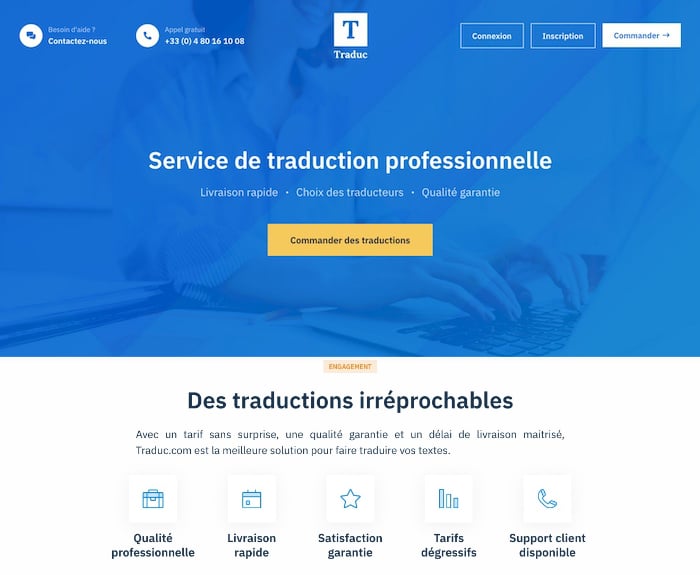 Besoin d'aide ?
Contactez-nous
Appel gratuit
+33 (0) 4 80 16 10 08
T
Traduc
Connexion
Inscription
Commander →
Service de traduction professionnelle
Livraison rapide • Choix des traducteurs • Qualité garantie
Commander des traductions
ENGAGEMENT
Des traductions irréprochables
Avec un tarif sans surprise, une qualité garantie et un délai de livraison maitrisé,
Traduc.com est la meilleure solution pour faire traduire vos textes.
Qualité
professionnelle
Livraison
rapide
Satisfaction
garantie
Tarifs
dégressifs
Support client
disponible